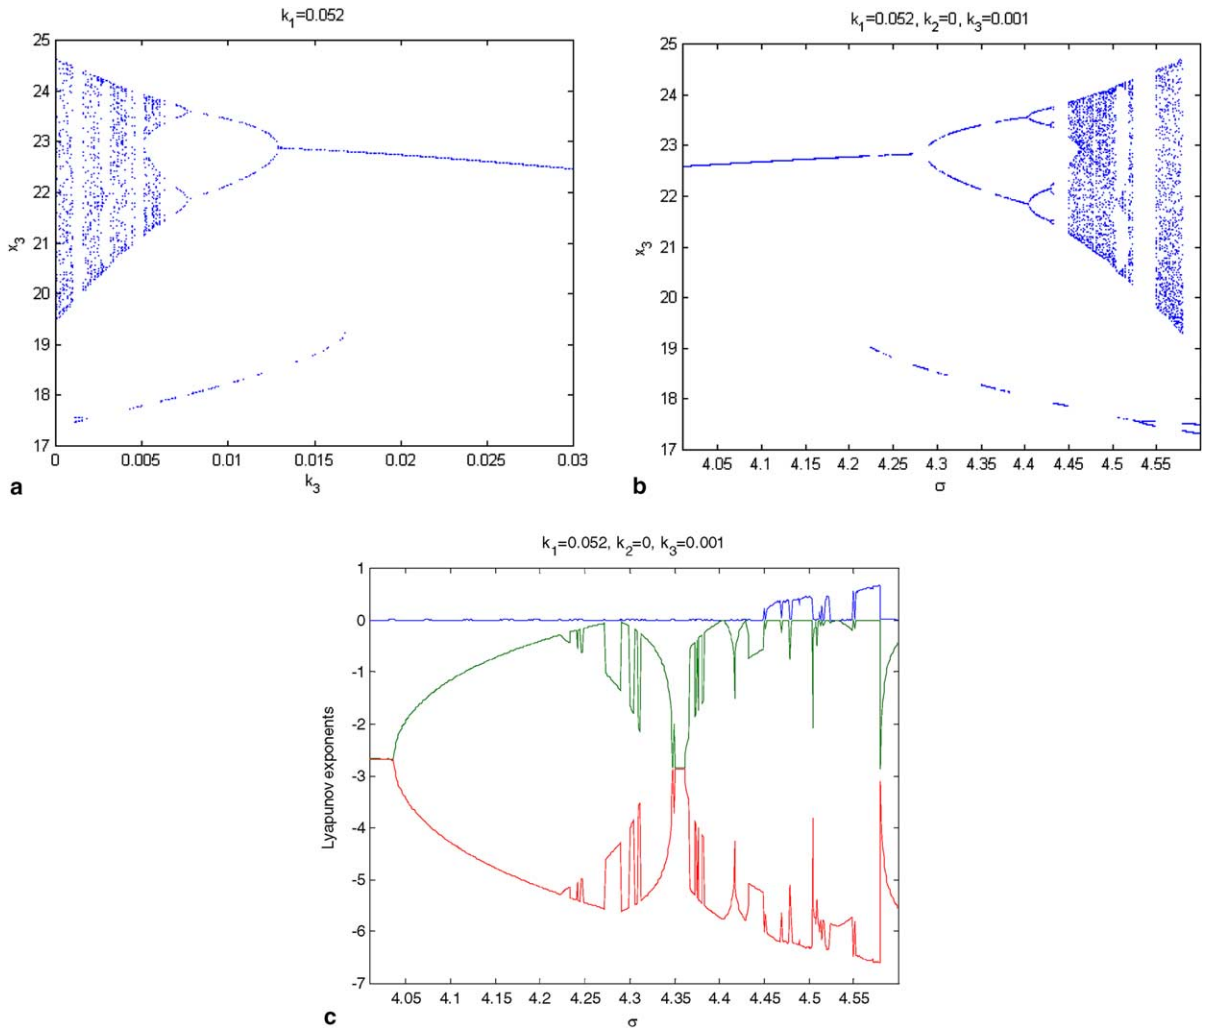 k1=0.052
25
24
23
22
21
20
19
18
17
x3
0 0.005 0.01 0.015 0.02 0.025 0.03
k3
a
k1=0.052, k2=0, k3=0.001
25
24
23
22
21
20
19
18
17
x3
4.05 4.1 4.15 4.2 4.25 4.3 4.35 4.4 4.45 4.5 4.55
σ
b
k1=0.052, k2=0, k3=0.001
1
0
-1
-2
-3
-4
-5
-6
-7
Lyapunov exponents
4.05 4.1 4.15 4.2 4.25 4.3 4.35 4.4 4.45 4.5 4.55
σ
c